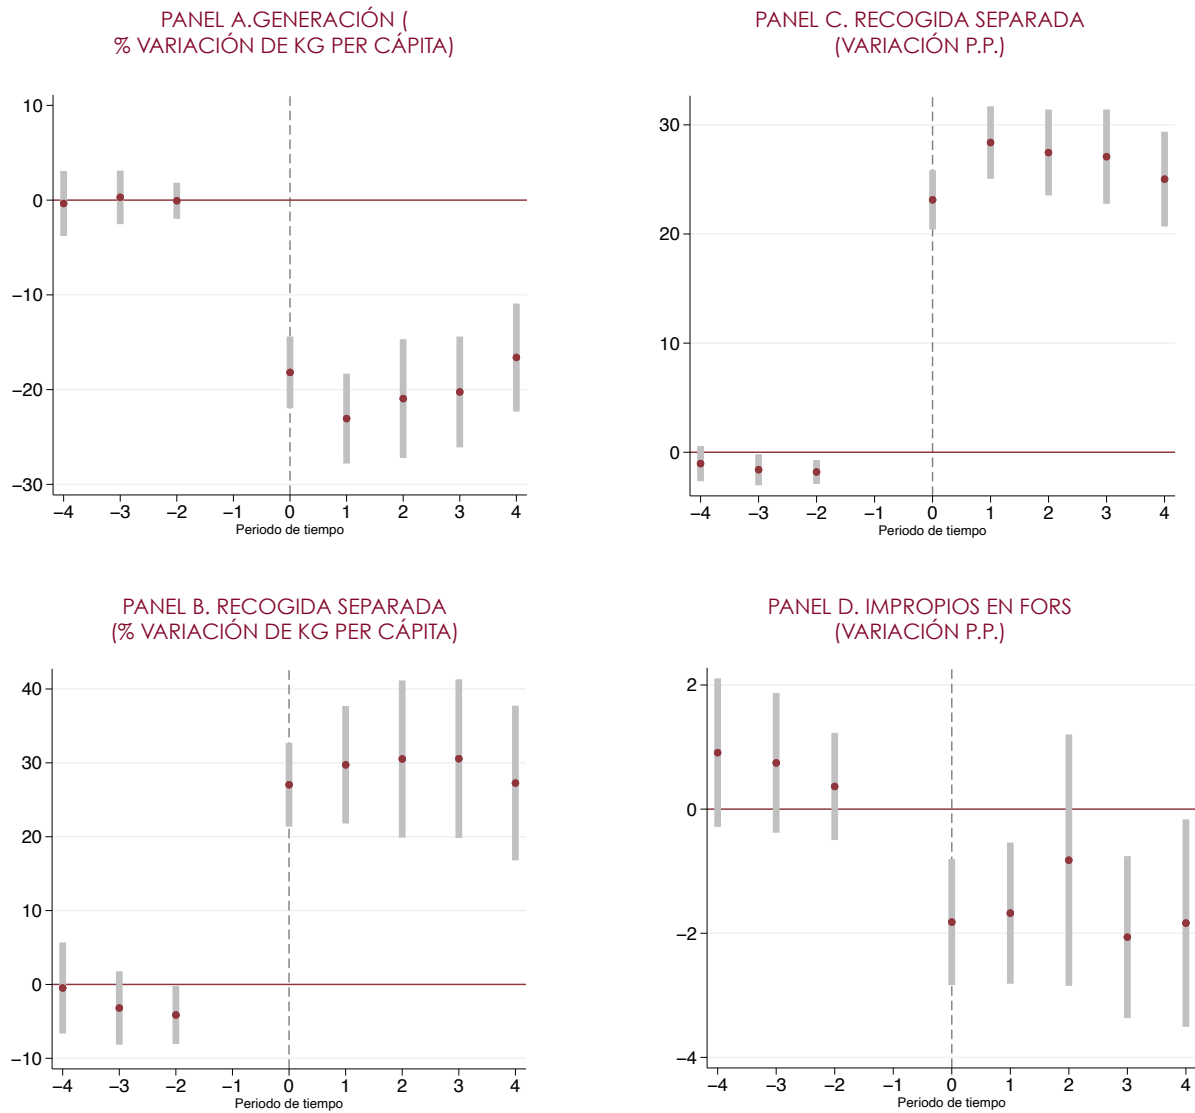 PANEL A.GENERACIÓN (
% VARIACIÓN DE KG PER CÁPITA)
10
0
−10
−20
−30
−4 −3 −2 −1 0 1 2 3 4
Periodo de tiempo
PANEL C. RECOGIDA SEPARADA
(VARIACIÓN P.P.)
30
20
10
0
−4 −3 −2 −1 0 1 2 3 4
Periodo de tiempo
PANEL B. RECOGIDA SEPARADA
(% VARIACIÓN DE KG PER CÁPITA)
40
30
20
10
0
−10
−4 −3 −2 −1 0 1 2 3 4
Periodo de tiempo
PANEL D. IMPROPIOS EN FORS
(VARIACIÓN P.P.)
2
0
−2
−4
−4 −3 −2 −1 0 1 2 3 4
Periodo de tiempo